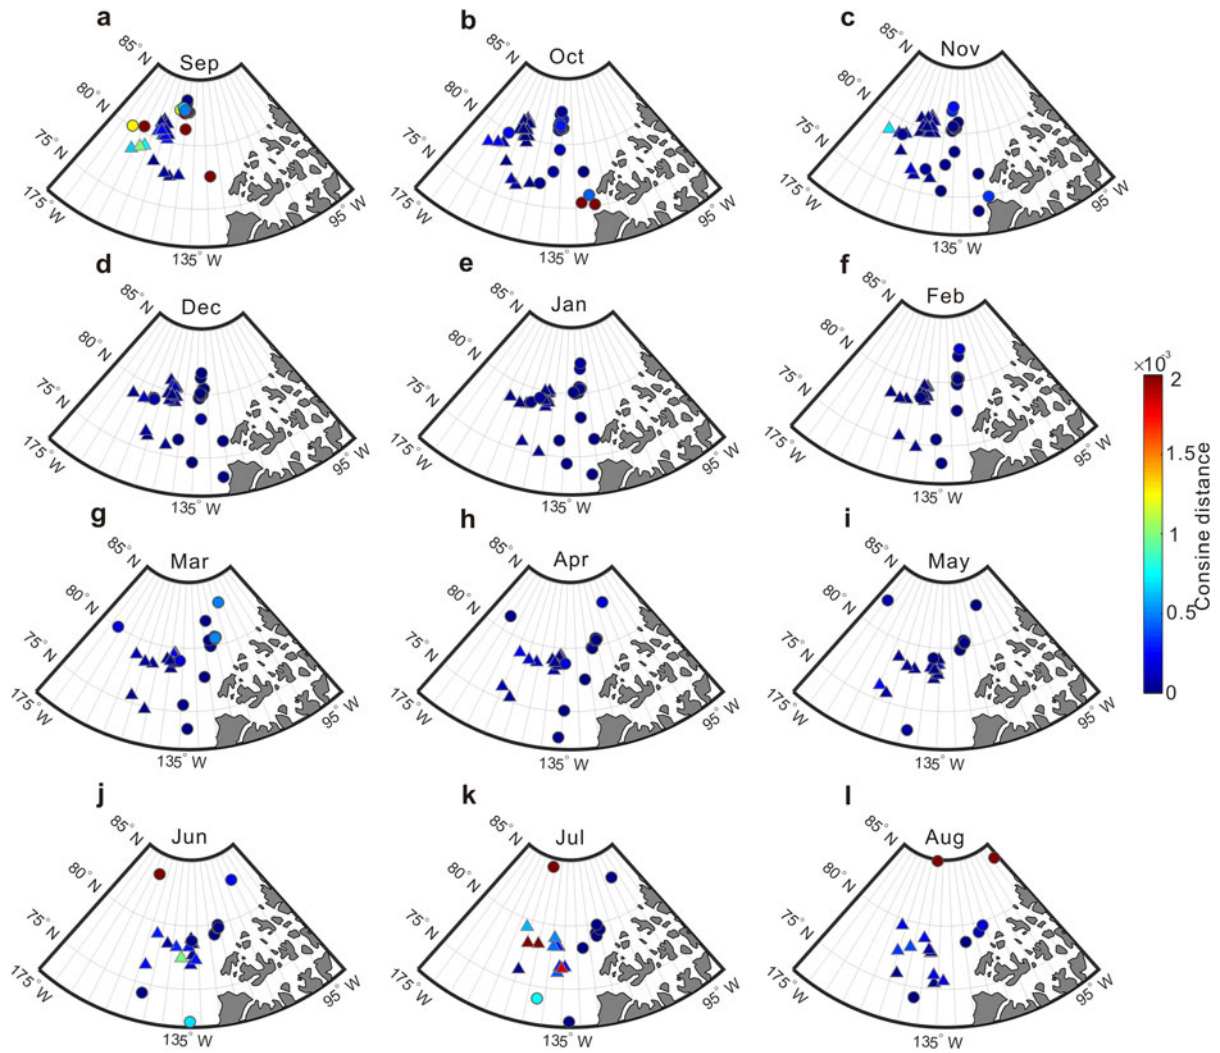 a
Sep
85° N
80° N
75° N
175° W
135° W
95° W
b
Oct
85° N
80° N
75° N
175° W
135° W
95° W
c
Nov
85° N
80° N
75° N
175° W
135° W
95° W
d
Dec
85° N
80° N
75° N
175° W
135° W
95° W
e
Jan
85° N
80° N
75° N
175° W
135° W
95° W
f
Feb
85° N
80° N
75° N
175° W
135° W
95° W
g
Mar
85° N
80° N
75° N
175° W
135° W
95° W
h
Apr
85° N
80° N
75° N
175° W
135° W
95° W
i
May
85° N
80° N
75° N
175° W
135° W
95° W
j
Jun
85° N
80° N
75° N
175° W
135° W
95° W
k
Jul
85° N
80° N
75° N
175° W
135° W
95° W
l
Aug
85° N
80° N
75° N
175° W
135° W
95° W
×10³
2
1.5
1
0.5
0
Consine distance